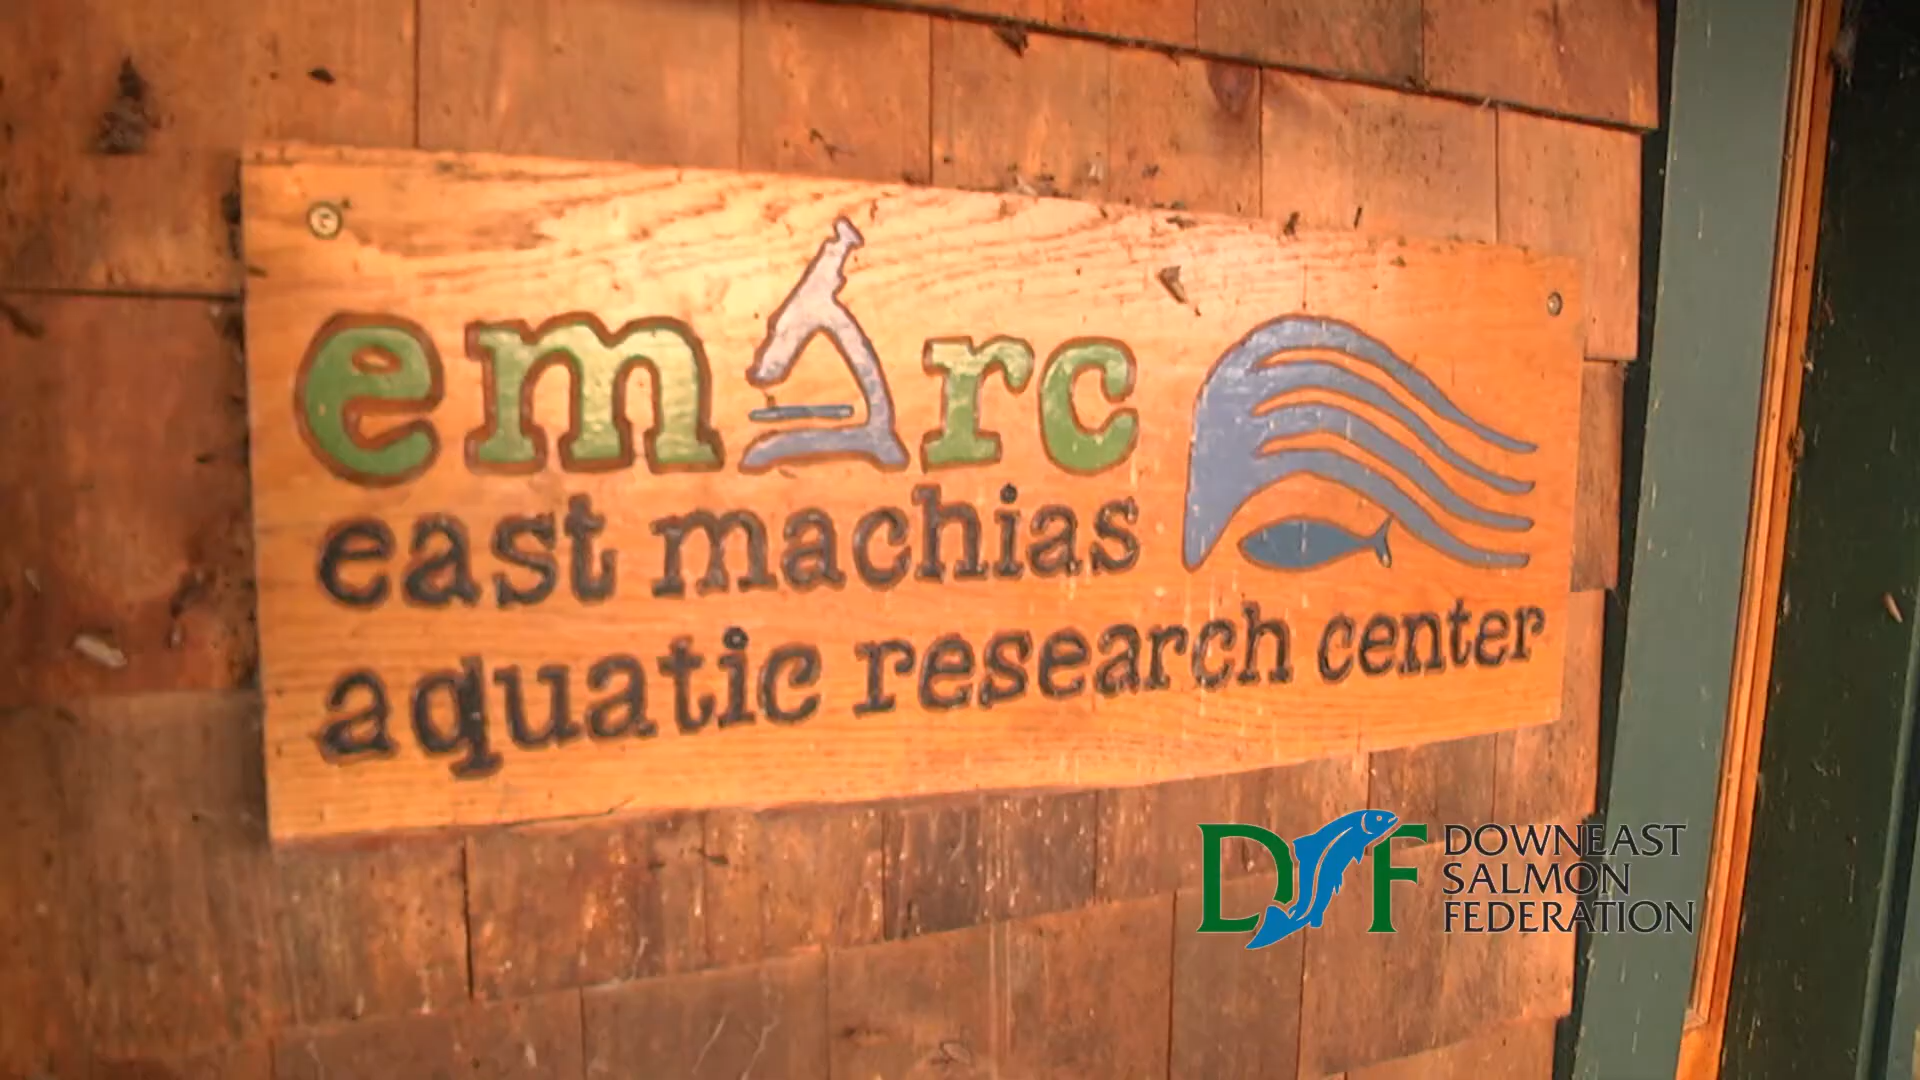 emArc
east machias
aquatic research center
DSF DOWNEAST
SALMON
FEDERATION